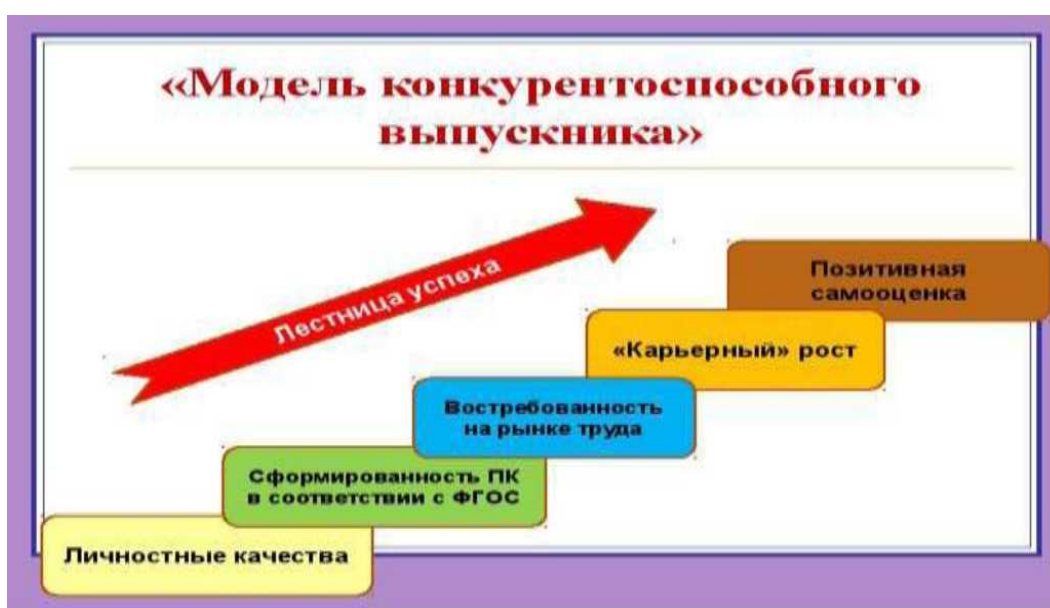 «Модель конкурентоспособного
выпускника»
Лестница успеха
Позитивная
самооценка
«Карьерный» рост
Востребованность
на рынке труда
Сформированность ПК
в соответствии с ФГОС
Личностные качества